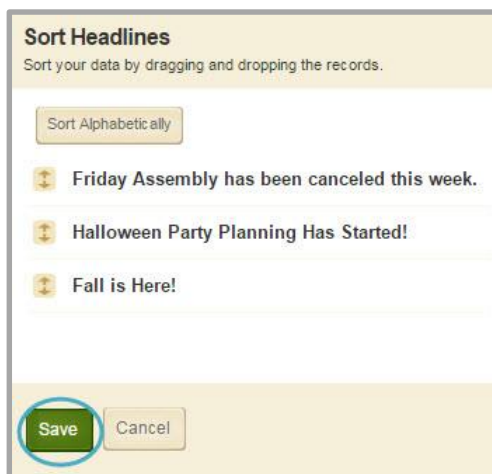 Sort Headlines
Sort your data by dragging and dropping the records.
Sort Alphabetically
Friday Assembly has been canceled this week.
Halloween Party Planning Has Started!
Fall is Here!
Save Cancel